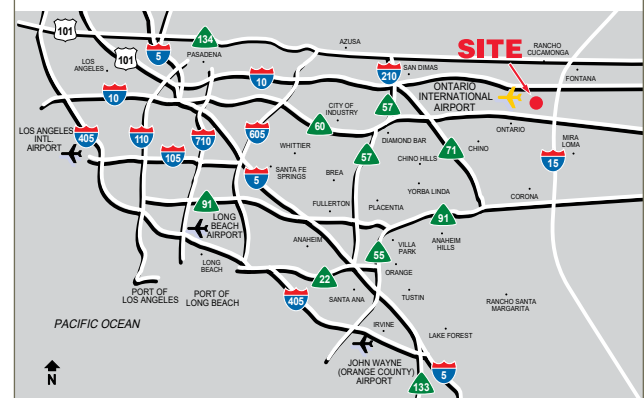 101
134
AZUSA
SITE
RANCHO
CUCAMONGA
5
PASADENA
101
LOS
ANGELES
10
210
SAN DIMAS
FONTANA
ONTARIO
INTERNATIONAL
AIRPORT
10
CITY OF
INDUSTRY
57
60
ONTARIO
LOS ANGELES
INTL.
AIRPORT
405
110
710
605
WHITTIER
DIAMOND BAR
71
CHINO
MIRA
LOMA
105
57
CHINO HILLS
15
SANTA FE
SPRINGS
5
BREA
YORBA LINDA
CORONA
91
FULLERTON
PLACENTIA
91
LONG
BEACH
AIRPORT
ANAHEIM
VILLA
PARK
ANAHEIM
HILLS
55
LONG
BEACH
ORANGE
22
PORT OF
LOS ANGELES
PORT OF
LONG BEACH
405
SANTA ANA
TUSTIN
RANCHO SANTA
MARGARITA
PACIFIC OCEAN
IRVINE
LAKE FOREST
JOHN WAYNE
(ORANGE COUNTY)
AIRPORT
5
133
N